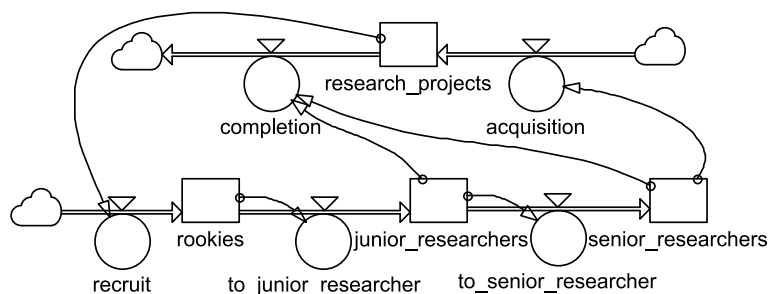 research_projects
completion
acquisition
rookies
junior_researchers
senior_researchers
recruit
to_junior_researcher
to_senior_researcher